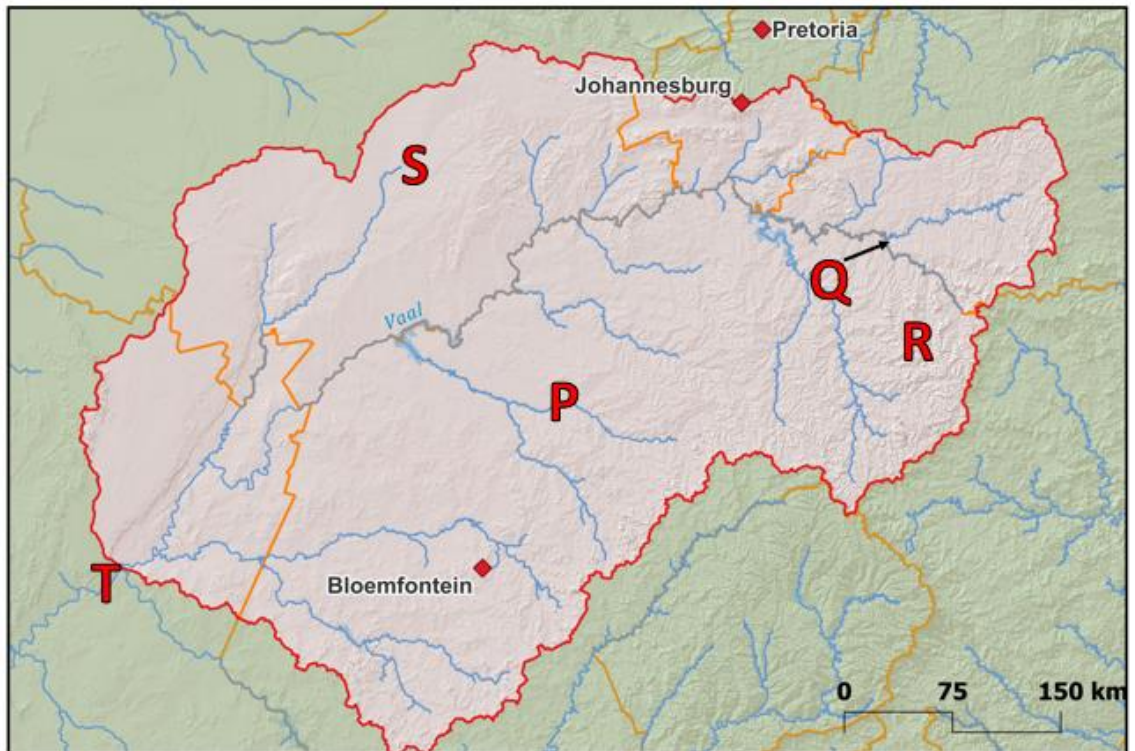 Pretoria
Johannesburg
S
Q
Vaal
R
P
T
Bloemfontein
0 75 150 km